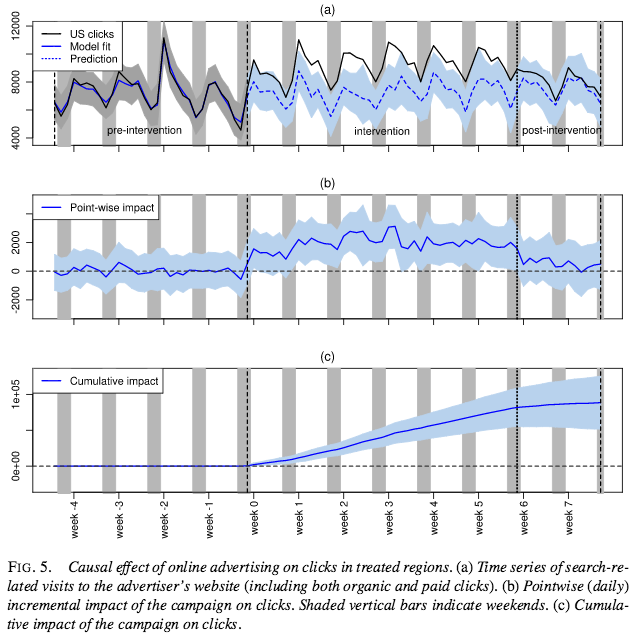 (a)
12000
8000
4000
US clicks
Model fit
Prediction
pre-intervention
intervention
post-intervention
(b)
2000
0
-2000
Point-wise impact
(c)
1e+05
0e+00
Cumulative impact
week -4
week -3
week -2
week -1
week 0
week 1
week 2
week 3
week 4
week 5
week 6
week 7
FIG. 5. Causal effect of online advertising on clicks in treated regions. (a) Time series of search-re-
lated visits to the advertiser's website (including both organic and paid clicks). (b) Pointwise (daily)
incremental impact of the campaign on clicks. Shaded vertical bars indicate weekends. (c) Cumula-
tive impact of the campaign on clicks.